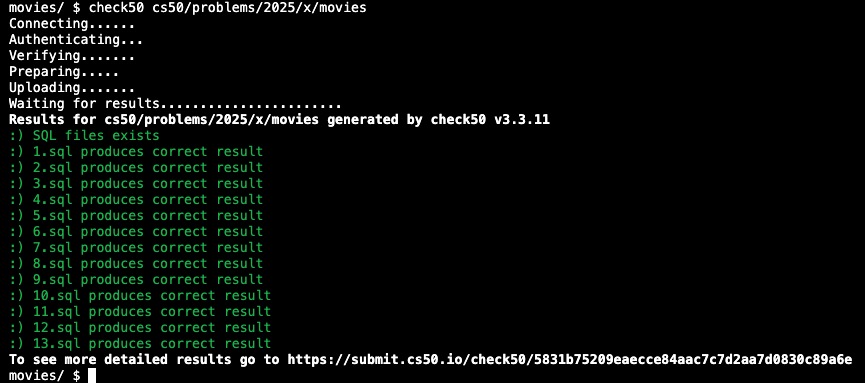 movies/ $ check50 cs50/problems/2025/x/movies
Connecting......
Authenticating...
Verifying.......
Preparing.....
Uploading.......
Waiting for results.......................
Results for cs50/problems/2025/x/movies generated by check50 v3.3.11
:) SQL files exists
:) 1.sql produces correct result
:) 2.sql produces correct result
:) 3.sql produces correct result
:) 4.sql produces correct result
:) 5.sql produces correct result
:) 6.sql produces correct result
:) 7.sql produces correct result
:) 8.sql produces correct result
:) 9.sql produces correct result
:) 10.sql produces correct result
:) 11.sql produces correct result
:) 12.sql produces correct result
:) 13.sql produces correct result
To see more detailed results go to https://submit.cs50.io/check50/5831b75209eaecce84aac7c7d2aa7d0830c89a6e
movies/ $